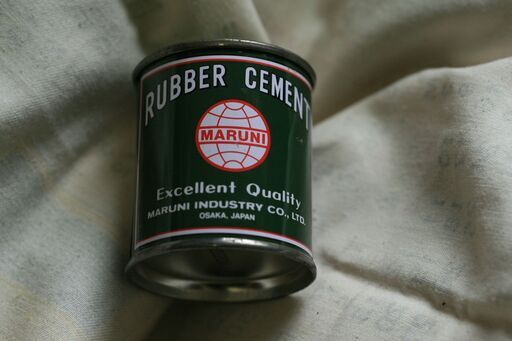 RUBBER CEMENT
MARUNI
Excellent Quality
MARUNI INDUSTRY CO., LTD.
OSAKA, JAPAN